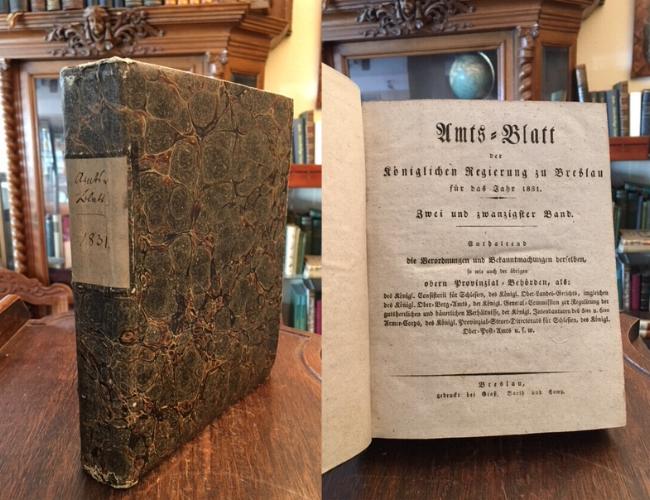 Amts-
Blatt
1831.
Amts-Blatt
der
Königlichen Regierung zu Breslau
für das Jahr 1831.
Zwei und zwanzigster Band.
Enthaltend
die Verordnungen und Bekanntmachungen derselben,
so wie auch der übrigen
obern Provinzial-Behörden, als:
des Königl. Consistorii für Schlesien, des Königl. Ober-Landes-Gerichts, imgleichen
des Königl. Ober-Berg-Amts, der Königl. General-Commission zur Regulirung der
gutsherrlichen und bäuerlichen Verhältnisse, der Königl. Intendanturen des 5ten u. 6ten
Armee-Corps, des Königl. Provinzial-Steuer-Directorats für Schlesien, des Königl.
Ober-Post-Amts u. s. w.
Breslau,
gedruckt bei Graß, Barth und Comp.